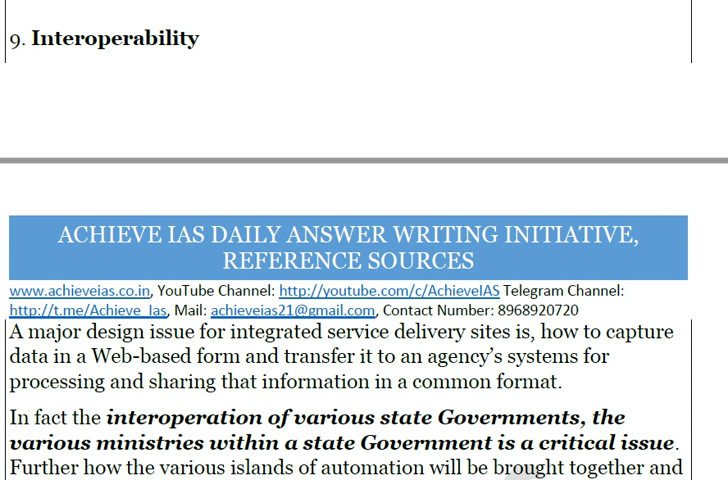 9. Interoperability
ACHIEVE IAS DAILY ANSWER WRITING INITIATIVE,
REFERENCE SOURCES
www.achieveias.co.in, YouTube Channel: http://youtube.com/c/AchieveIAS Telegram Channel:
http://t.me/Achieve_Ias, Mail: achieveias21@gmail.com, Contact Number: 8968920720
A major design issue for integrated service delivery sites is, how to capture
data in a Web-based form and transfer it to an agency’s systems for
processing and sharing that information in a common format.
In fact the interoperation of various state Governments, the
various ministries within a state Government is a critical issue.
Further how the various islands of automation will be brought together and